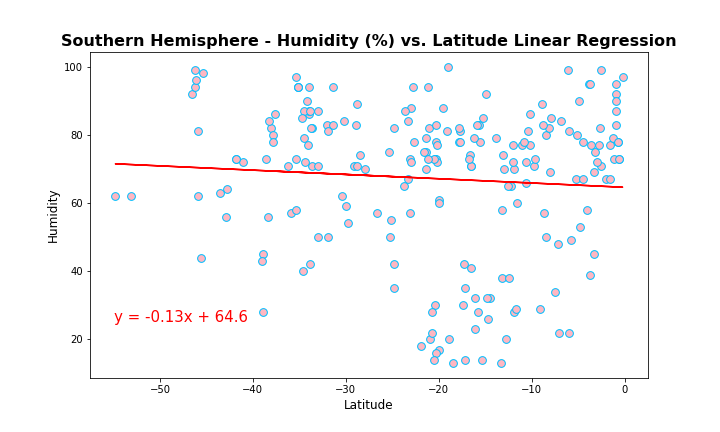 Southern Hemisphere - Humidity (%) vs. Latitude Linear Regression
100
80
60
40
20
Humidity
y = -0.13x + 64.6
−50 −40 −30 −20 −10 0
Latitude